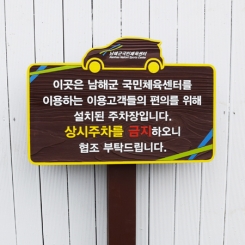 남해군국민체육센터
이곳은 남해군 국민체육센터를
이용하는 이용고객들의 편의를 위해
설치된 주차장입니다.
상시주차를 금지하오니
협조 부탁드립니다.